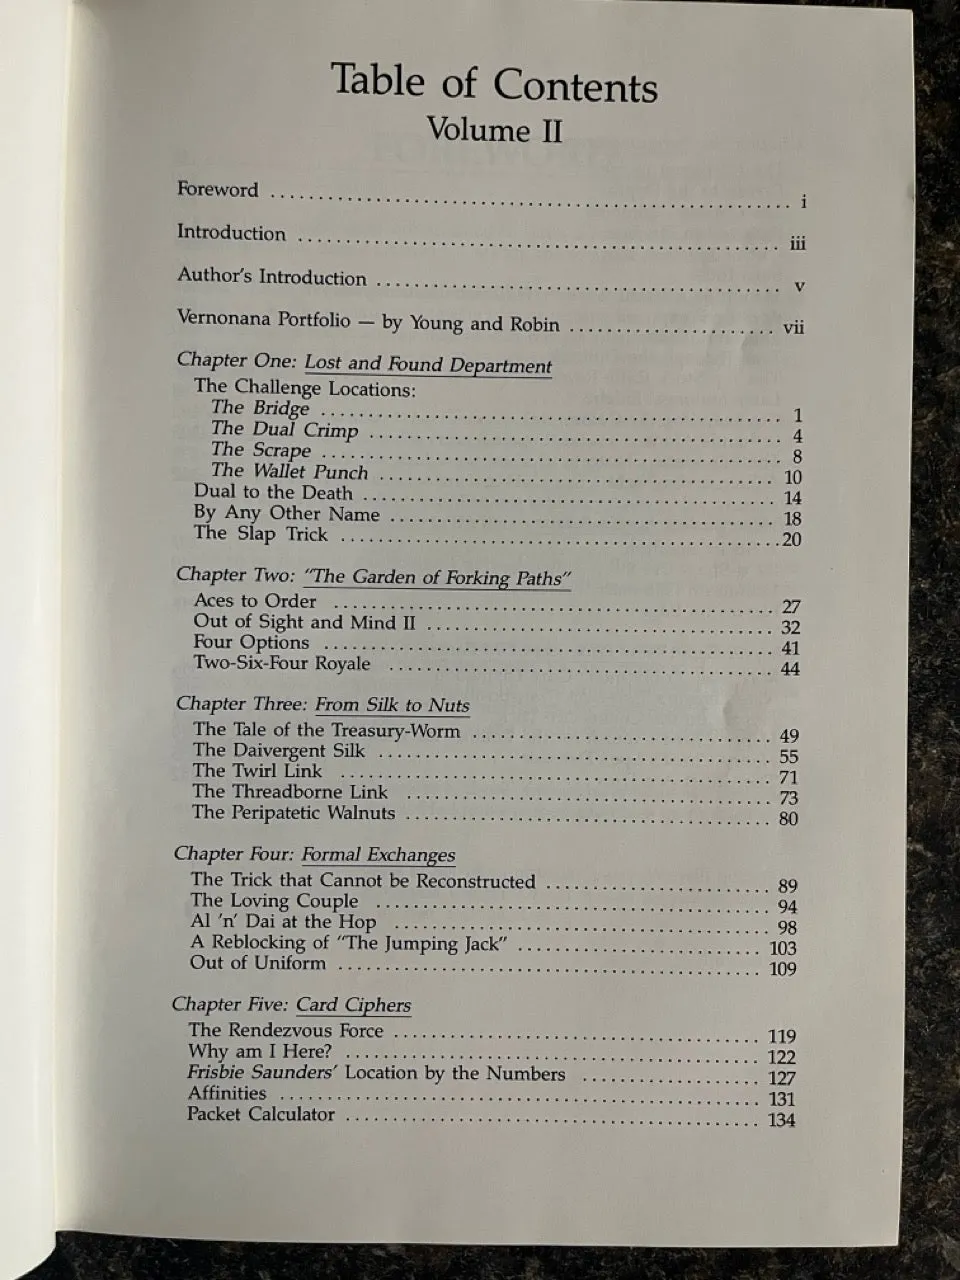 Table of Contents
Volume II
Foreword ........ i
Introduction ........ iii
Author's Introduction ........ v
Vernonana Portfolio — by Young and Robin ........ vii
Chapter One: Lost and Found Department
The Challenge Locations:
The Bridge ........ 1
The Dual Crimp ........ 4
The Scrape ........ 8
The Wallet Punch ........ 10
Dual to the Death ........ 14
By Any Other Name ........ 18
The Slap Trick ........ 20
Chapter Two: "The Garden of Forking Paths"
Aces to Order ........ 27
Out of Sight and Mind II ........ 32
Four Options ........ 41
Two-Six-Four Royale ........ 44
Chapter Three: From Silk to Nuts
The Tale of the Treasury-Worm ........ 49
The Daivergent Silk ........ 55
The Twirl Link ........ 71
The Threadborne Link ........ 73
The Peripatetic Walnuts ........ 80
Chapter Four: Formal Exchanges
The Trick that Cannot be Reconstructed ........ 89
The Loving Couple ........ 94
Al 'n' Dai at the Hop ........ 98
A Reblocking of "The Jumping Jack" ........ 103
Out of Uniform ........ 109
Chapter Five: Card Ciphers
The Rendezvous Force ........ 119
Why am I Here? ........ 122
Frisbie Saunders' Location by the Numbers ........ 127
Affinities ........ 131
Packet Calculator ........ 134